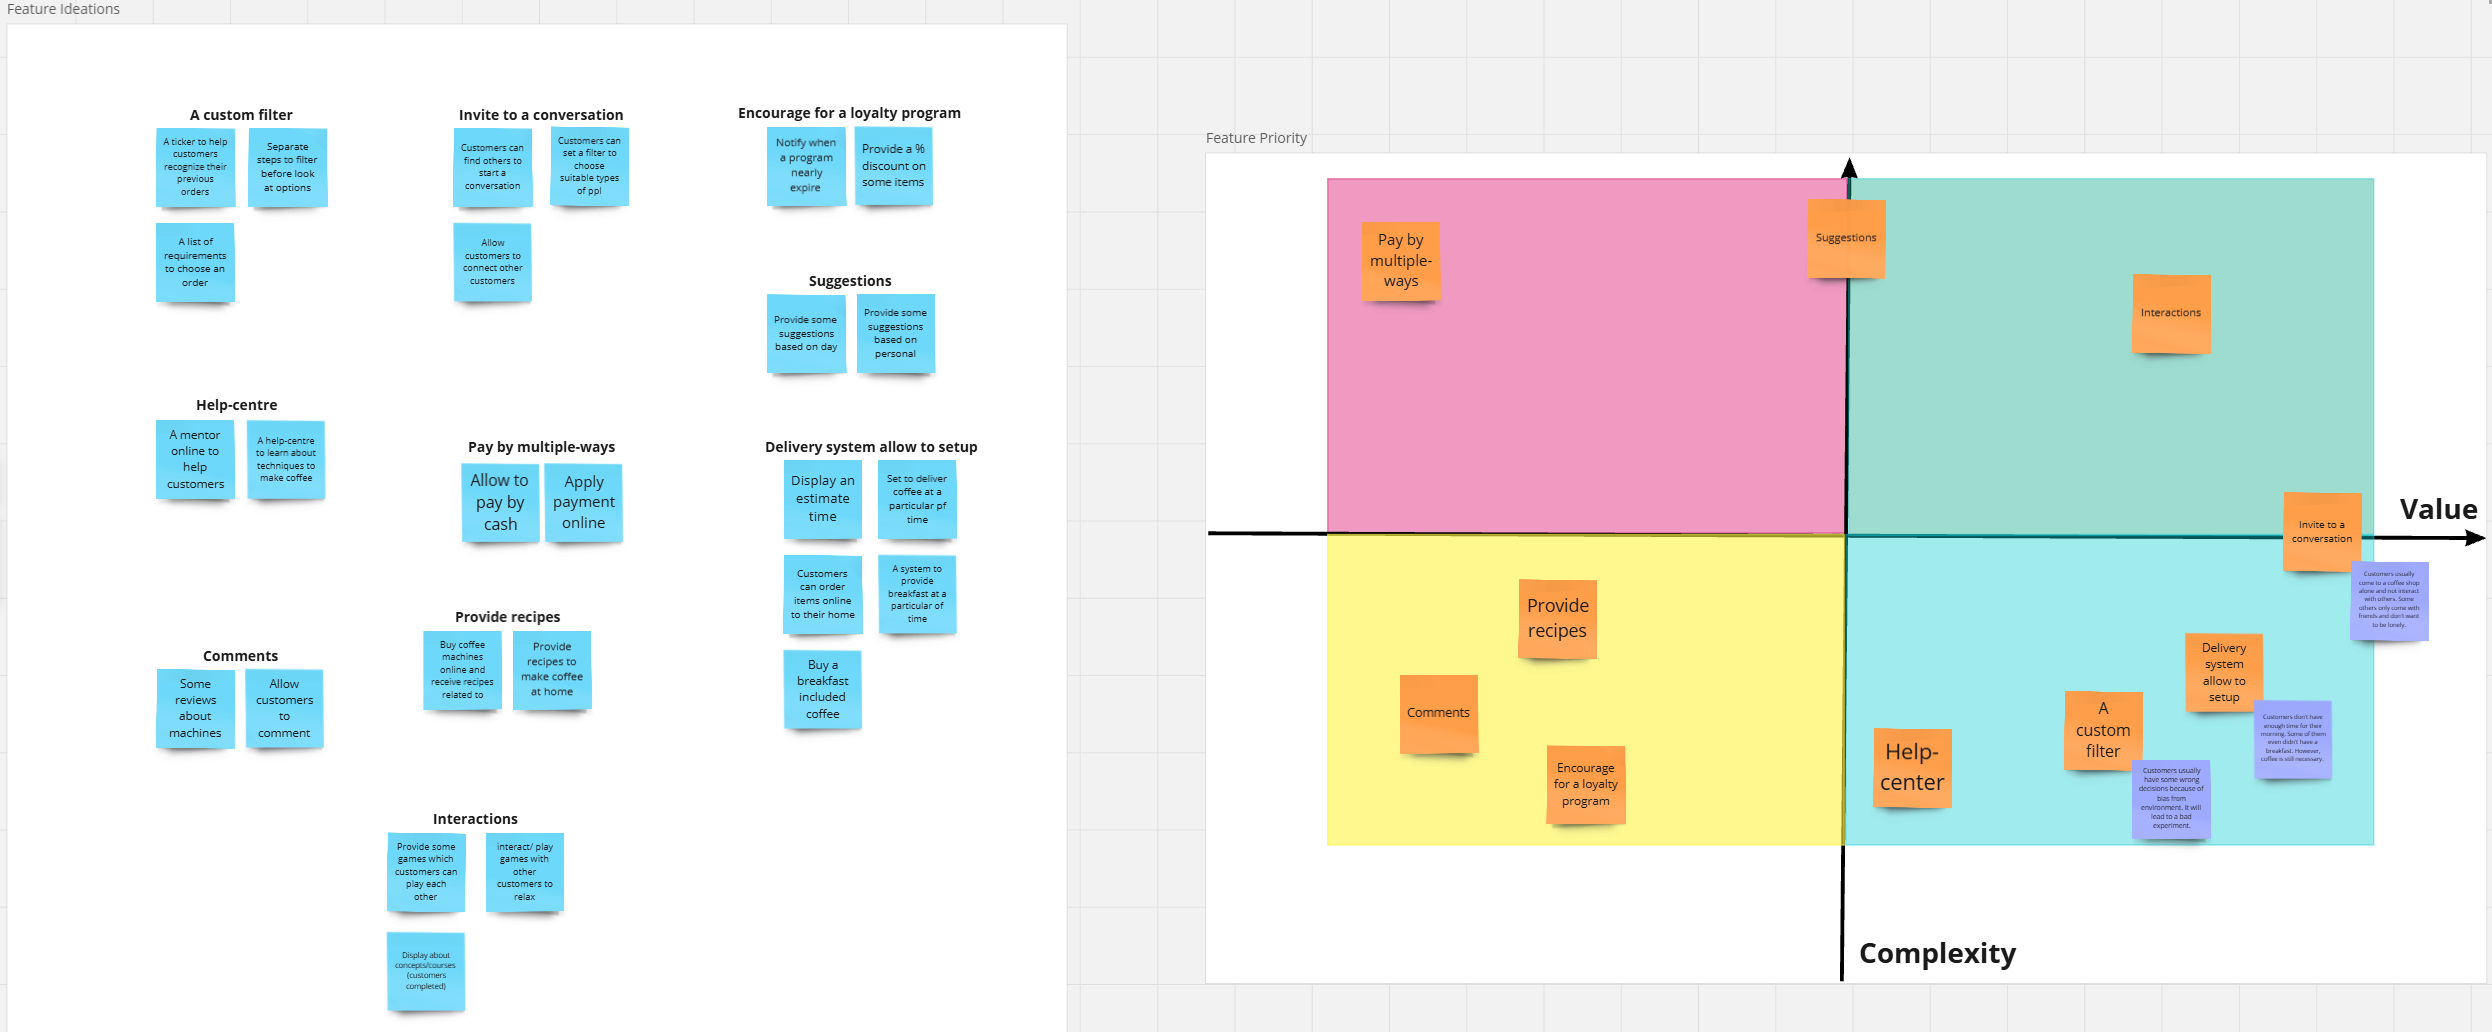 Feature Ideations
A custom filter
A ticker to help
customers
recognize their
previous
orders
Separate
steps to filter
before look
at options
A list of
requirements
to choose an
order
Invite to a conversation
Customers can
find others to
start a
conversation
Customers can
set a filter to
choose
suitable types
of ppl
Allow
customers to
connect other
customers
Encourage for a loyalty program
Notify when
a program
nearly
expire
Provide a %
discount on
some items
Suggestions
Provide some
suggestions
based on day
Provide some
suggestions
based on
personal
Help-centre
A mentor
online to
help
customers
A help-centre
to learn about
techniques to
make coffee
Pay by multiple-ways
Allow to
pay by
cash
Apply
payment
online
Delivery system allow to setup
Display an
estimate
time
Set to deliver
coffee at a
particular pf
time
Customers
can order
items online
to their home
A system to
provide
breakfast at a
particular of
time
Buy a
breakfast
included
coffee
Provide recipes
Buy coffee
machines
online and
receive recipes
related to
Provide
recipes to
make coffee
at home
Comments
Some
reviews
about
machines
Allow
customers
to
comment
Interactions
Provide some
games which
customers can
play each
other
interact/ play
games with
other
customers to
relax
Display about
concepts/courses
(customers
completed)
Feature Priority
Pay by
multiple-
ways
Suggestions
Interactions
Value
Invite to a
conversation
Customers usually
come to a coffee shop
alone and not interact
with others. Some
others only come with
friends and don't want
to be lonely.
Provide
recipes
Comments
Encourage
for a loyalty
program
Delivery
system
allow to
setup
Customers don't have
enough time for their
morning. Some of them
even didn't have a
breakfast. However,
coffee is still necessary.
A
custom
filter
Customers usually
have some wrong
decisions because of
bias from
environment. It will
lead to a bad
experiment.
Help-
center
Complexity